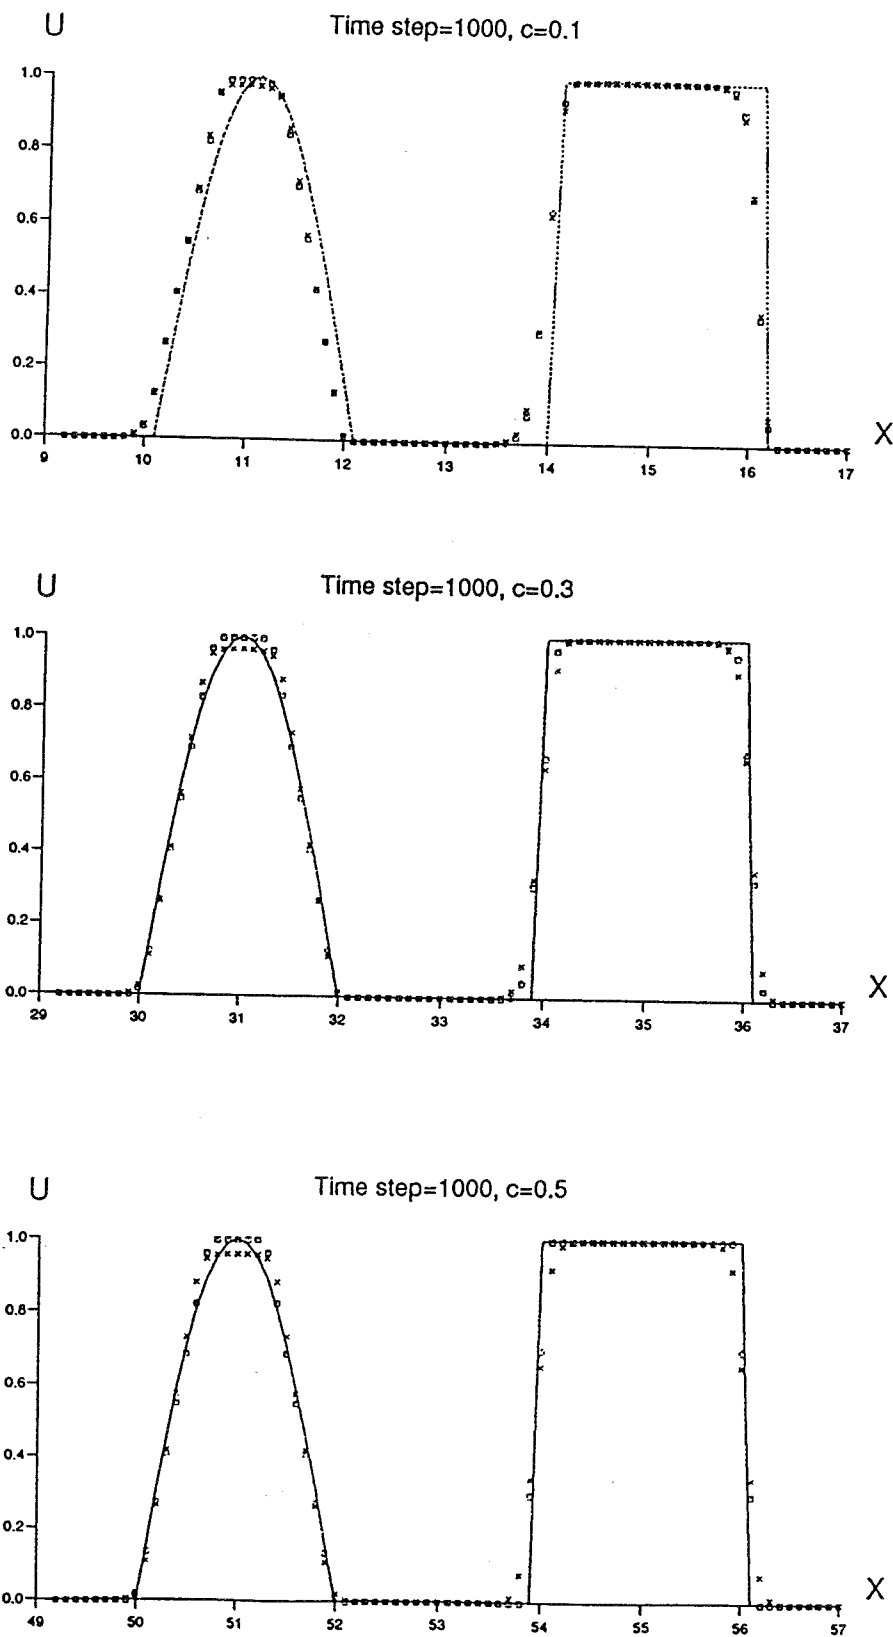 U
Time step=1000, c=0.1
1.0
0.8
0.6
0.4
0.2
0.0
X
9 10 11 12 13 14 15 16 17
U
Time step=1000, c=0.3
1.0
0.8
0.6
0.4
0.2
0.0
X
29 30 31 32 33 34 35 36 37
U
Time step=1000, c=0.5
1.0
0.8
0.6
0.4
0.2
0.0
X
49 50 51 52 53 54 55 56 57